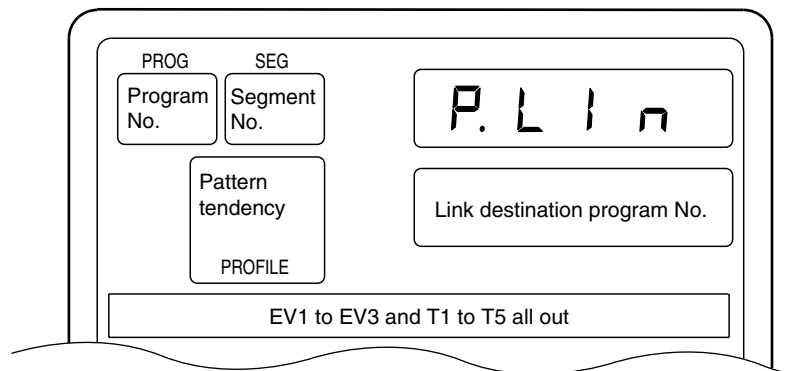 PROG SEG
Program No. Segment No.
P. L I n
Pattern tendency
Link destination program No.
PROFILE
EV1 to EV3 and T1 to T5 all out